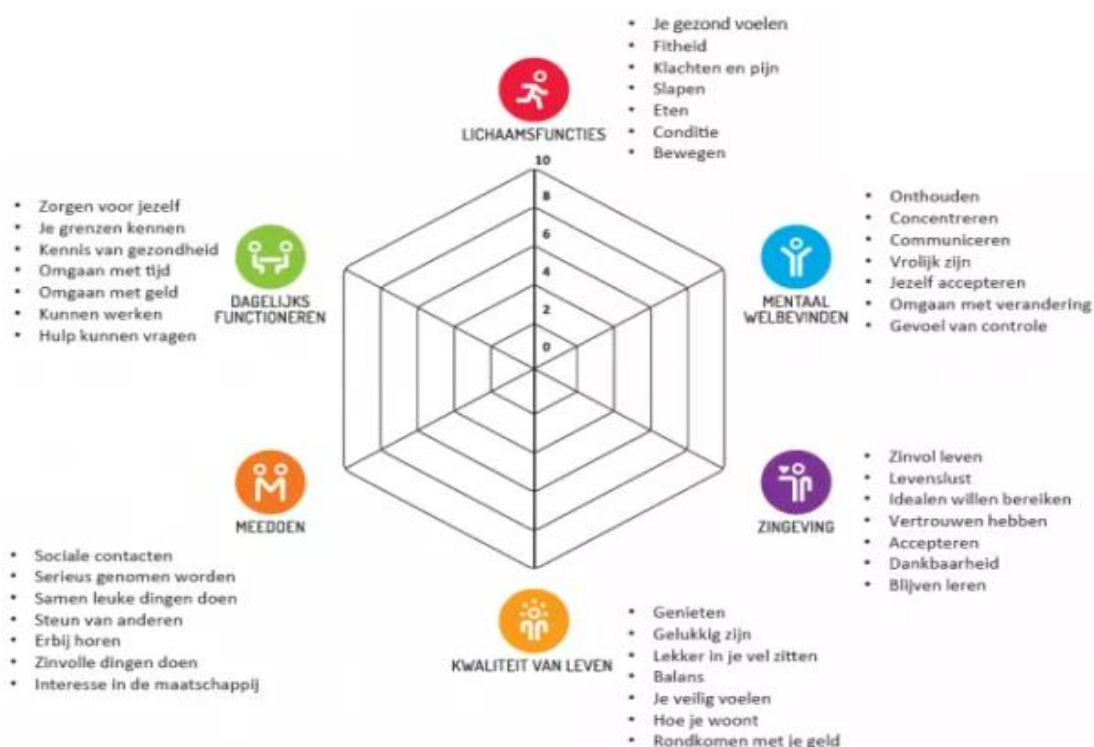 • Je gezond voelen
• Fitheid
• Klachten en pijn
• Slapen
• Eten
• Conditie
• Bewegen
LICHAAMSFUNCTIES
10
8
6
4
2
0
• Onthouden
• Concentreren
• Communiceren
• Vrolijk zijn
• Jezelf accepteren
• Omgaan met verandering
• Gevoel van controle
MENTAAL
WELBEVINDEN
• Zinvol leven
• Levenslust
• Idealen willen bereiken
• Vertrouwen hebben
• Accepteren
• Dankbaarheid
• Blijven leren
ZINGEVING
• Genieten
• Gelukkig zijn
• Lekker in je vel zitten
• Balans
• Je veilig voelen
• Hoe je woont
• Rondkomen met je geld
KWALITEIT VAN LEVEN
MEEDOEN
• Sociale contacten
• Serieus genomen worden
• Samen leuke dingen doen
• Steun van anderen
• Erbij horen
• Zinvolle dingen doen
• Interesse in de maatschappij
• Zorgen voor jezelf
• Je grenzen kennen
• Kennis van gezondheid
• Omgaan met tijd
• Omgaan met geld
• Kunnen werken
• Hulp kunnen vragen
DAGELIJKS
FUNCTIONEREN